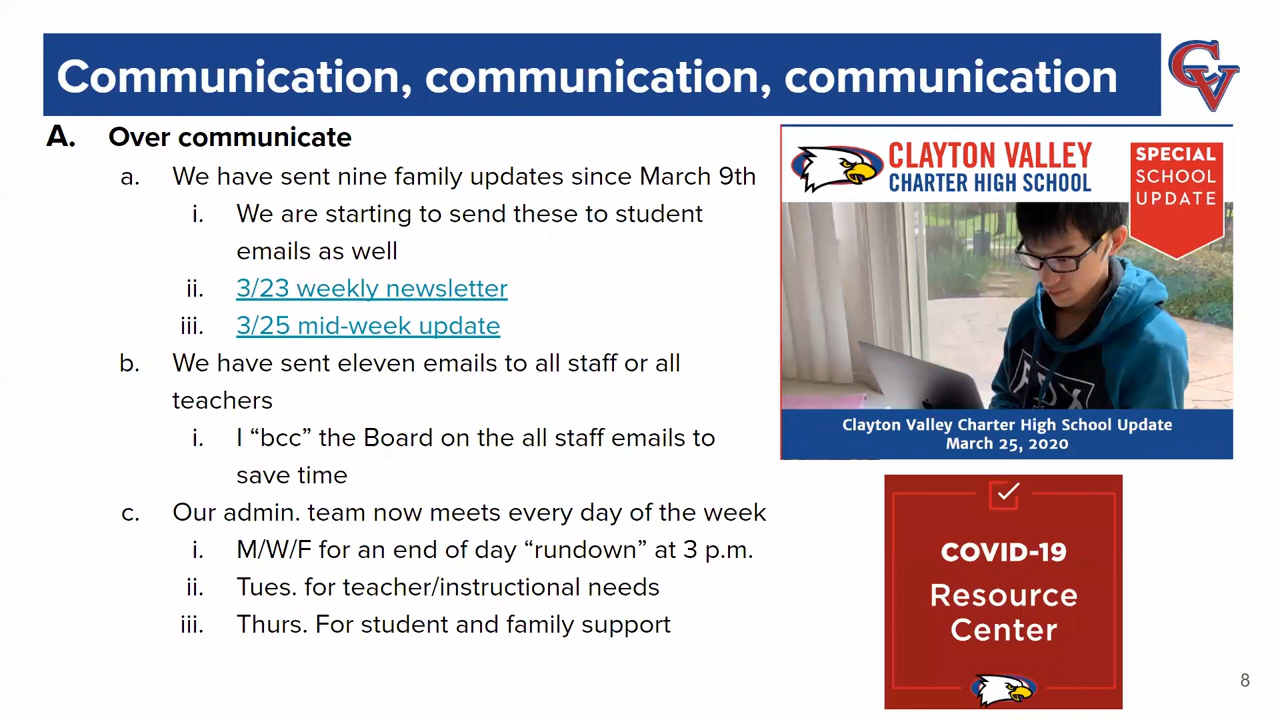 Communication, communication, communication
CV
A. Over communicate
a. We have sent nine family updates since March 9th
i. We are starting to send these to student
emails as well
ii. 3/23 weekly newsletter
iii. 3/25 mid-week update
b. We have sent eleven emails to all staff or all
teachers
i. I “bcc” the Board on the all staff emails to
save time
c. Our admin. team now meets every day of the week
i. M/W/F for an end of day “rundown” at 3 p.m.
ii. Tues. for teacher/instructional needs
iii. Thurs. For student and family support
CLAYTON VALLEY
CHARTER HIGH SCHOOL
SPECIAL
SCHOOL
UPDATE
Clayton Valley Charter High School Update
March 25, 2020
COVID-19
Resource
Center
8